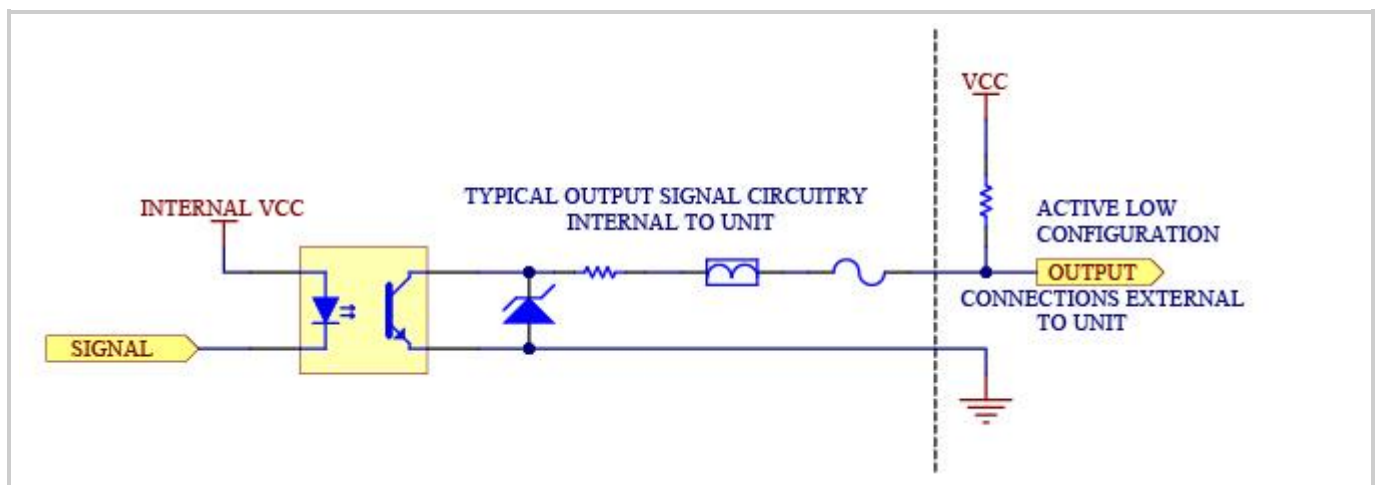 VCC
TYPICAL OUTPUT SIGNAL CIRCUITRY
INTERNAL TO UNIT
INTERNAL VCC
ACTIVE LOW
CONFIGURATION
OUTPUT
CONNECTIONS EXTERNAL
TO UNIT
SIGNAL